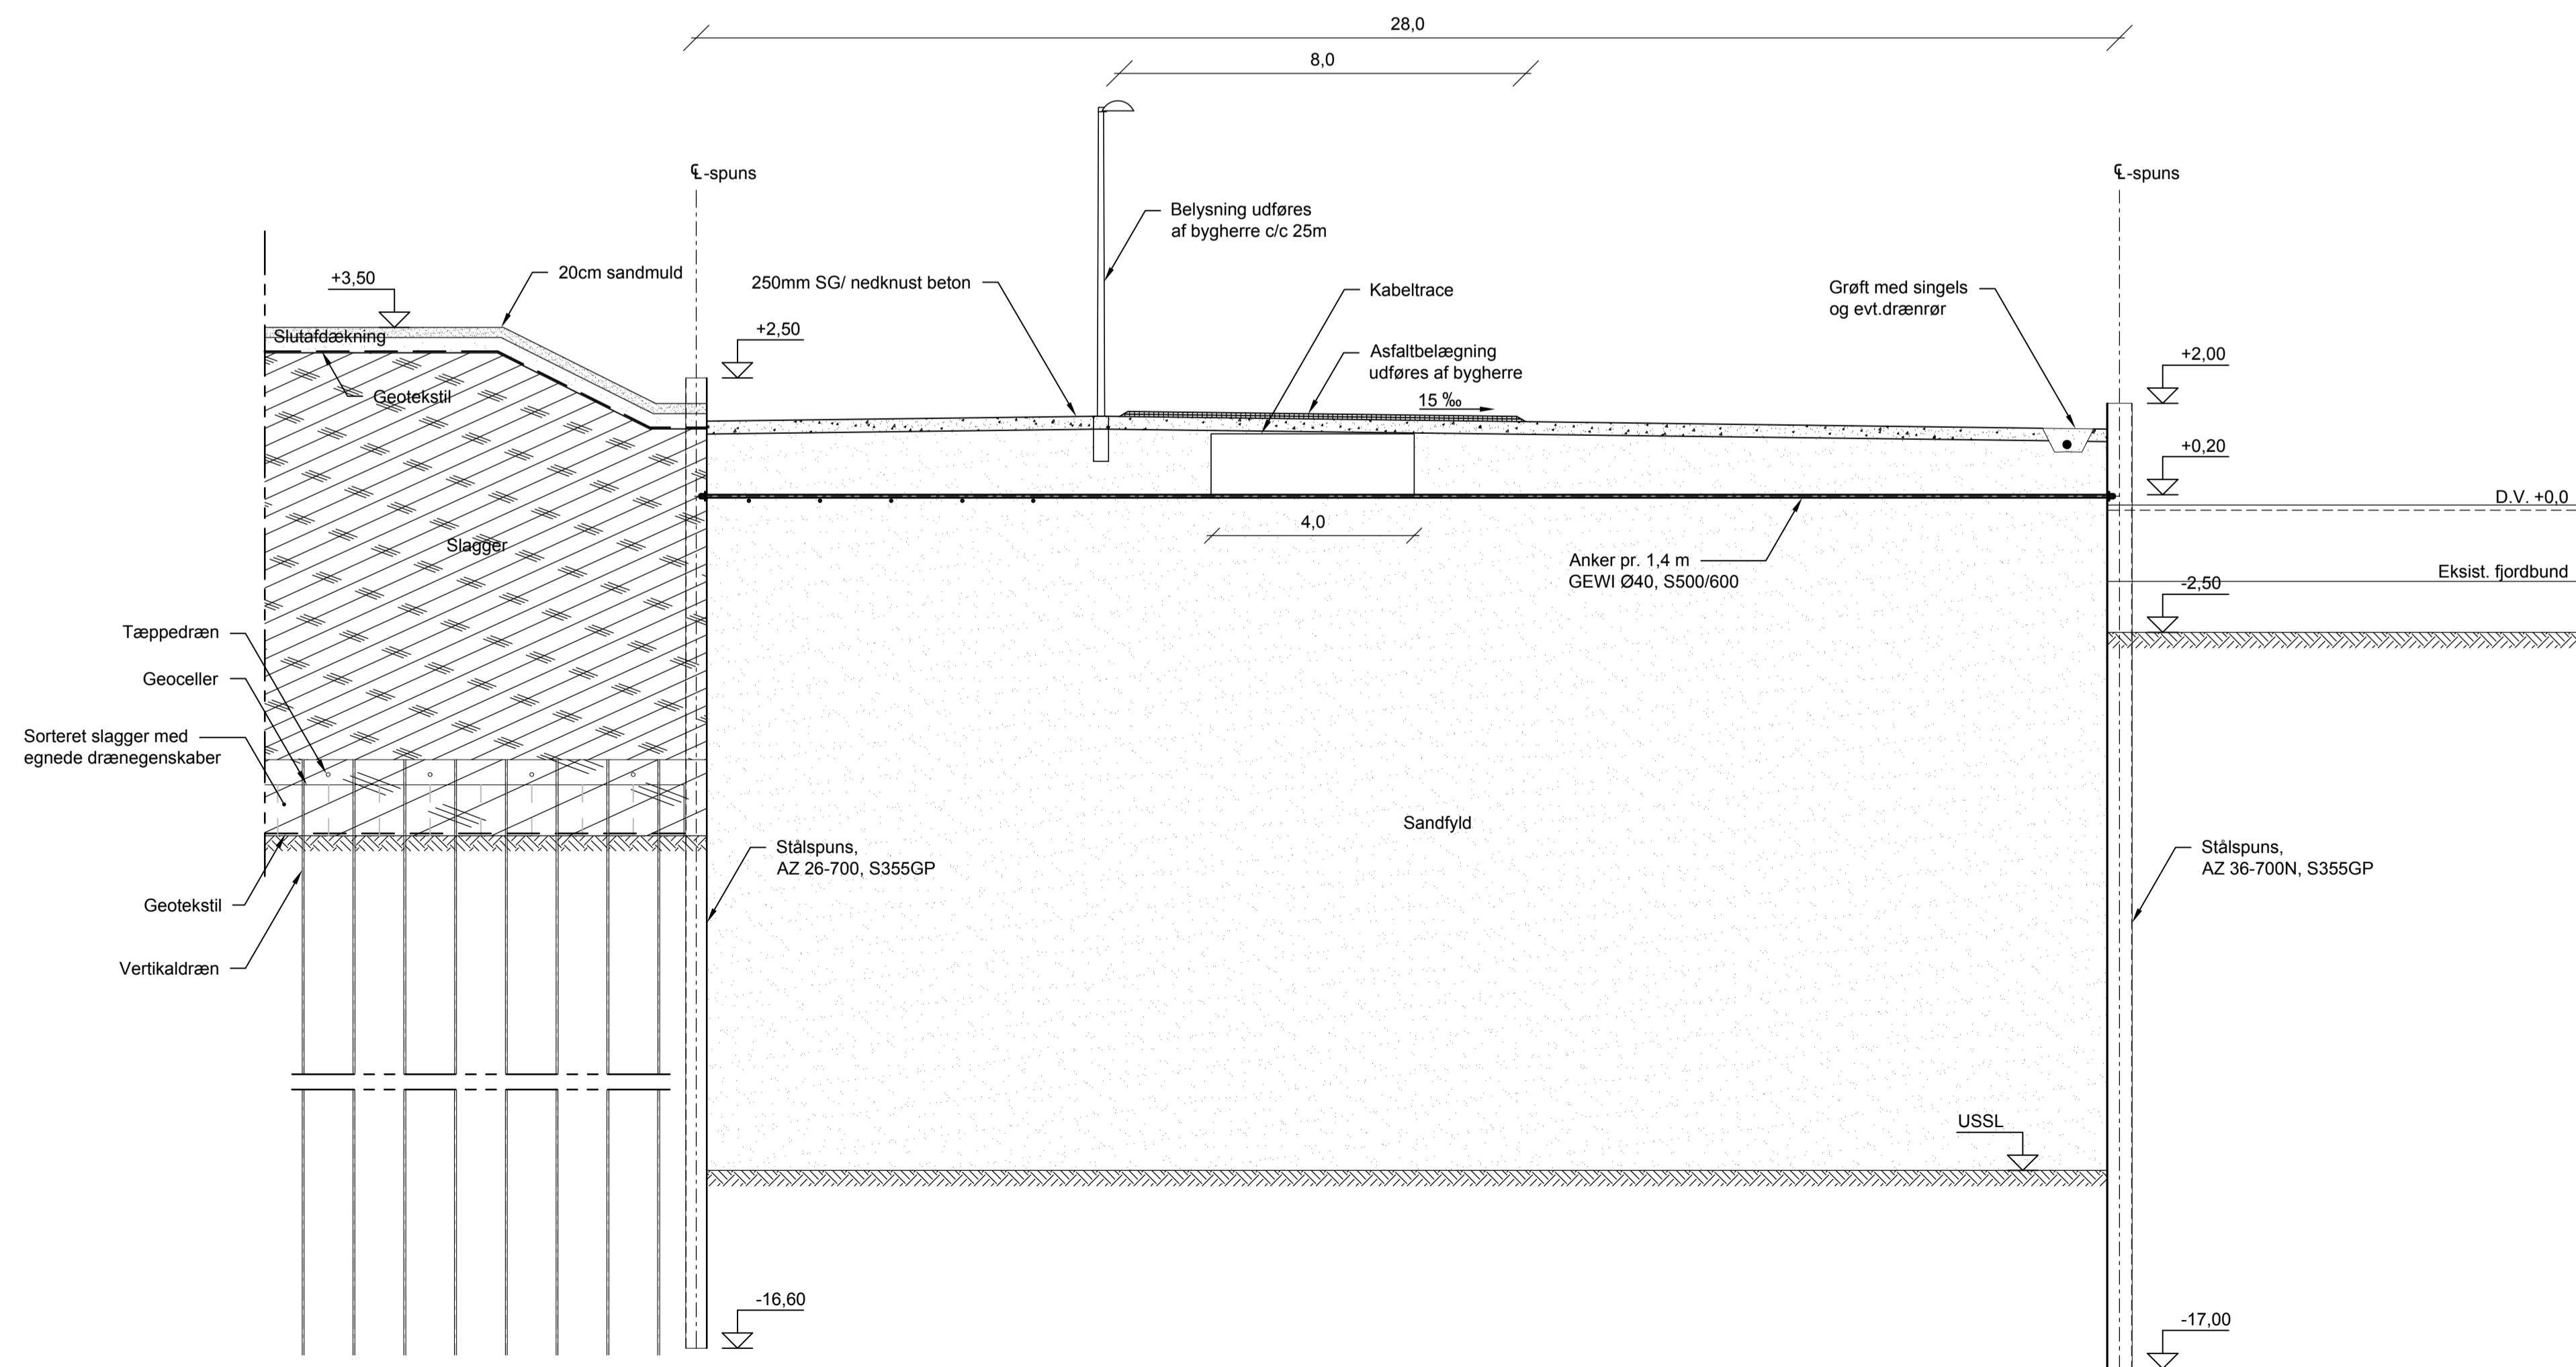 28,0
8,0
℄-spuns
℄-spuns
Belysning udføres
af bygherre c/c 25m
+3,50
20cm sandmuld
250mm SG/ nedknust beton
Kabeltrace
Grøft med singels
og evt.drænrør
Slutafdækning
+2,50
Asfaltbelægning
udføres af bygherre
+2,00
Geotekstil
15 ‰
+0,20
D.V. +0,0
4,0
Slagger
Anker pr. 1,4 m
GEWI Ø40, S500/600
Eksist. fjordbund
-2,50
Tæppedræn
Geoceller
Sorteret slagger med
egnede drænegenskaber
Sandfyld
Stålspuns,
AZ 26-700, S355GP
Stålspuns,
AZ 36-700N, S355GP
Geotekstil
Vertikaldræn
USSL
-16,60
-17,00